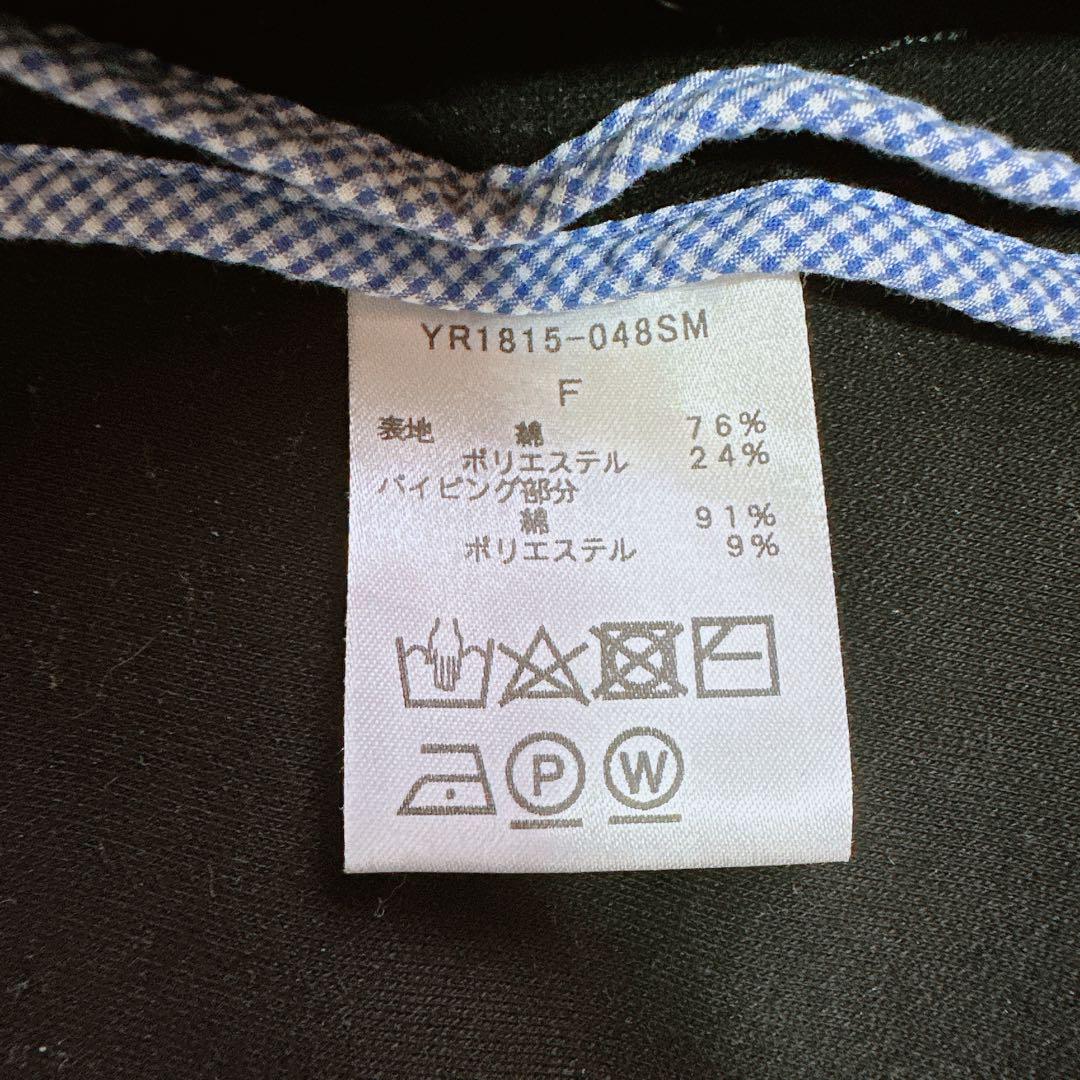 YR1815-048SM
F
表地 綿 76%
ポリエステル 24%
パイピング部分
綿 91%
ポリエステル 9%
P W